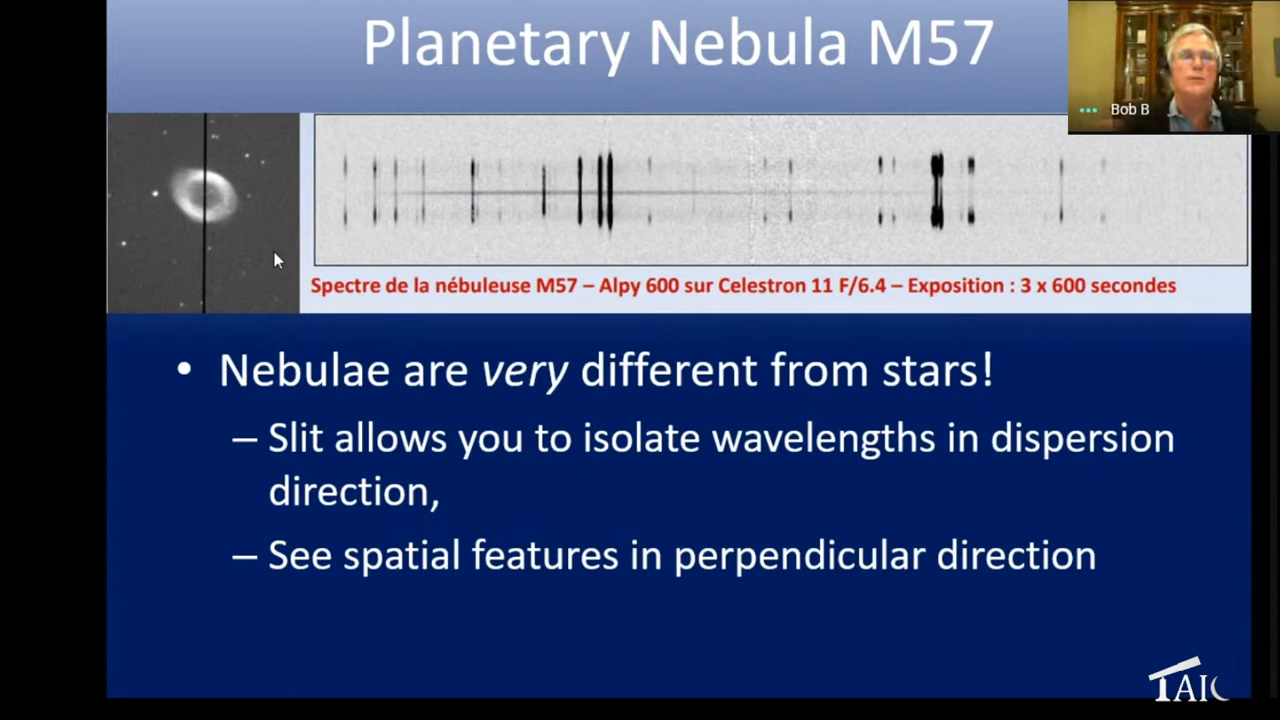 Planetary Nebula M57
Bob B
Spectre de la nébuleuse M57 – Alpy 600 sur Celestron 11 F/6.4 – Exposition : 3 x 600 secondes
• Nebulae are very different from stars!
– Slit allows you to isolate wavelengths in dispersion
direction,
– See spatial features in perpendicular direction
TAIC